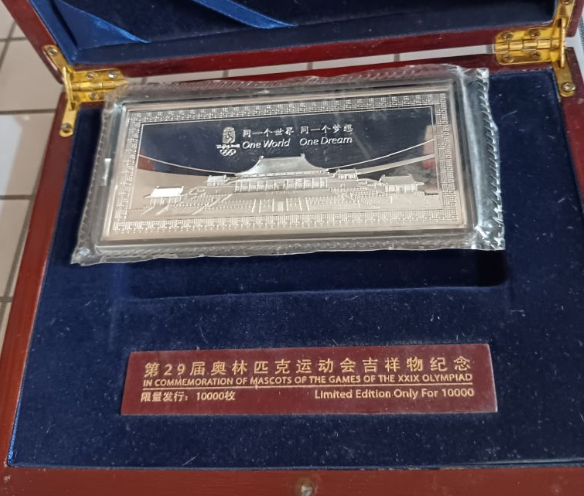 同一个世界 同一个梦想
One World One Dream
第29届奥林匹克运动会吉祥物纪念
IN COMMEMORATION OF MASCOTS OF THE GAMES OF THE XXIX OLYMPIAD
限量发行：10000枚 Limited Edition Only For 10000